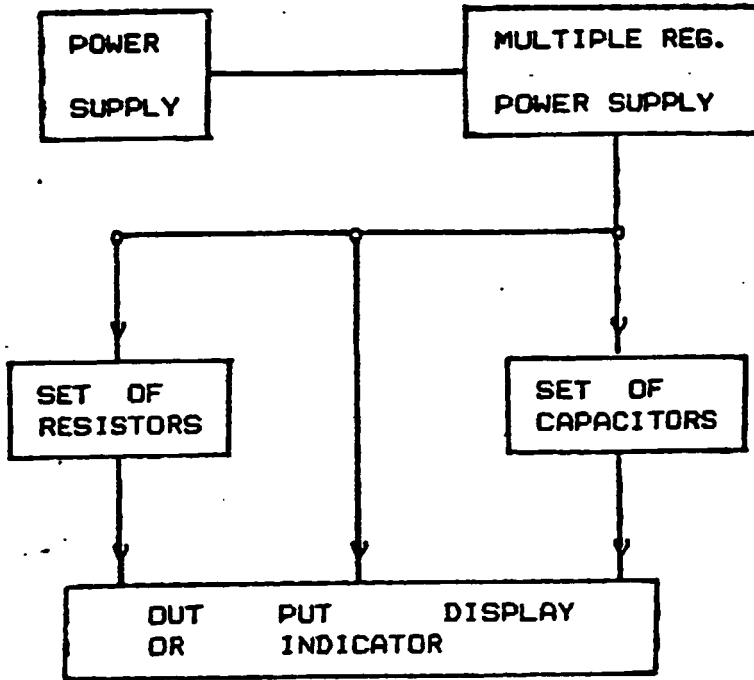 POWER
SUPPLY
MULTIPLE REG.
POWER SUPPLY
SET OF
RESISTORS
SET OF
CAPACITORS
OUT PUT DISPLAY
OR INDICATOR